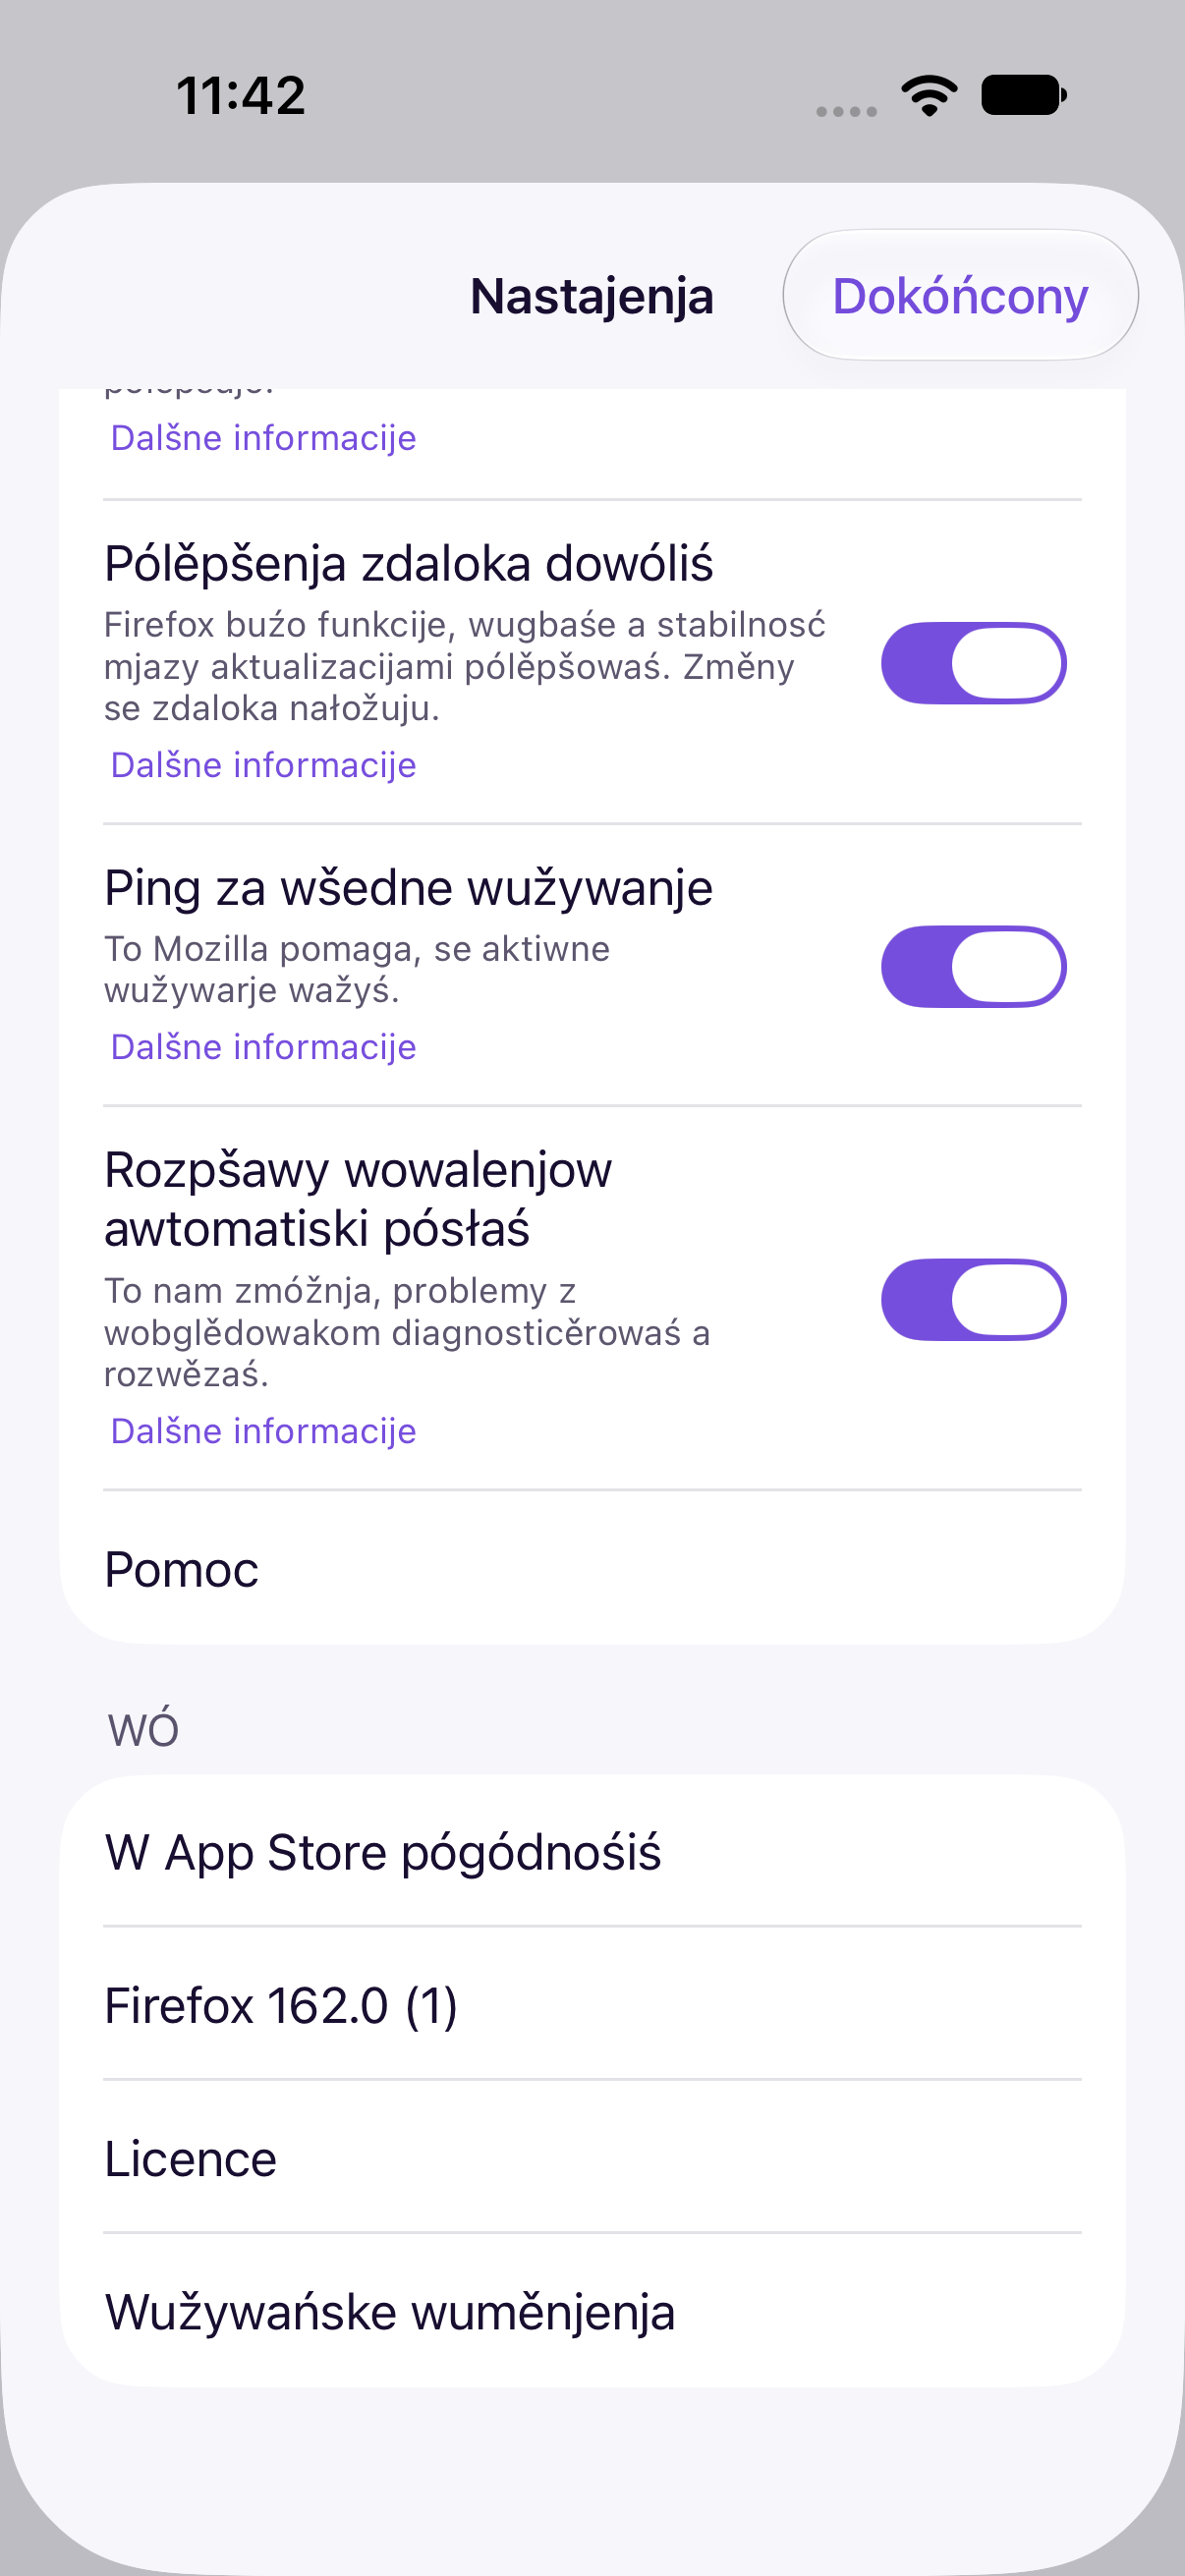 11:42
Nastajenja
Dokóńcony
Dalšne informacije
Pólěpšenja zdaloka dowóliś
Firefox buźo funkcije, wugbaśe a stabilnosć
mjazy aktualizacijami pólěpšowaś. Změny
se zdaloka nałožuju.
Dalšne informacije
Ping za wšedne wužywanje
To Mozilla pomaga, se aktiwne
wužywarje wažyś.
Dalšne informacije
Rozpšawy wowalenjow
awtomatiski pósłaś
To nam zmóžnja, problemy z
wobglědowakom diagnosticěrowaś a
rozwězaś.
Dalšne informacije
Pomoc
WÓ
W App Store pógódnośiś
Firefox 162.0 (1)
Licence
Wužywańske wuměnjenja